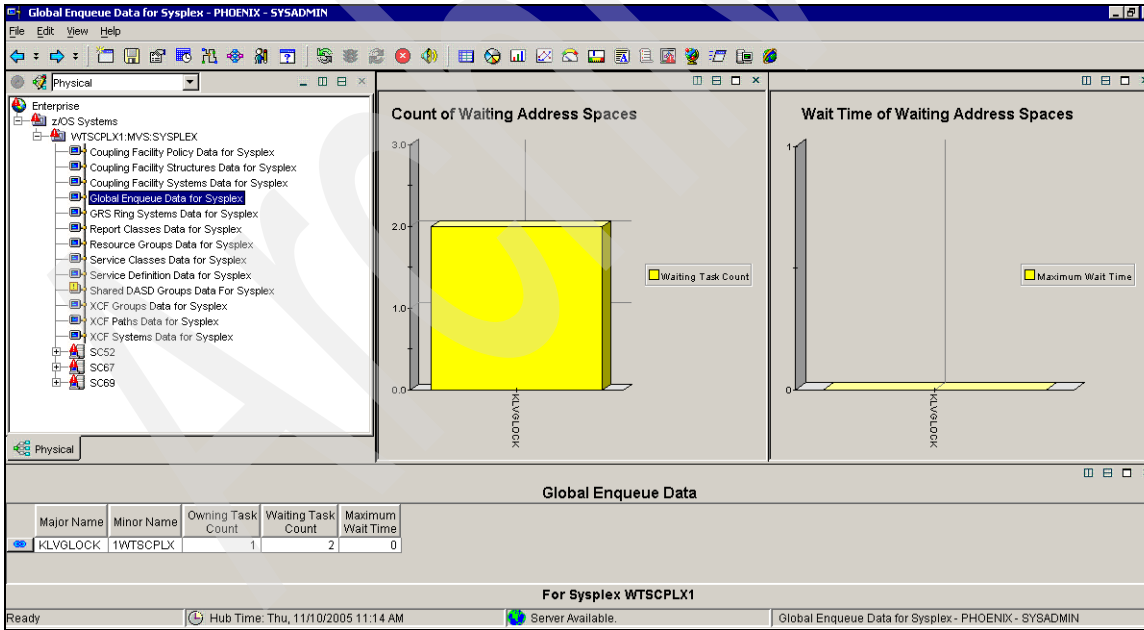 Global Enqueue Data for Sysplex - PHOENIX - SYSADMIN
File Edit View Help
Physical
Enterprise
z/OS Systems
WTSCPLX1:MVS:SYSPLEX
Coupling Facility Policy Data for Sysplex
Coupling Facility Structures Data for Sysplex
Coupling Facility Systems Data for Sysplex
Global Enqueue Data for Sysplex
GRS Ring Systems Data for Sysplex
Report Classes Data for Sysplex
Resource Groups Data for Sysplex
Service Classes Data for Sysplex
Service Definition Data for Sysplex
Shared DASD Groups Data For Sysplex
XCF Groups Data for Sysplex
XCF Paths Data for Sysplex
XCF Systems Data for Sysplex
SC52
SC67
SC69
Physical
Count of Waiting Address Spaces
3.0
2.0
1.0
0.0
KLVGLOCK
Waiting Task Count
Wait Time of Waiting Address Spaces
1
0
KLVGLOCK
Maximum Wait Time
Global Enqueue Data
Major Name Minor Name Owning Task Count Waiting Task Count Maximum Wait Time
KLVGLOCK 1WTSCPLX 1 2 0
For Sysplex WTSCPLX1
Ready Hub Time: Thu, 11/10/2005 11:14 AM Server Available. Global Enqueue Data for Sysplex - PHOENIX - SYSADMIN